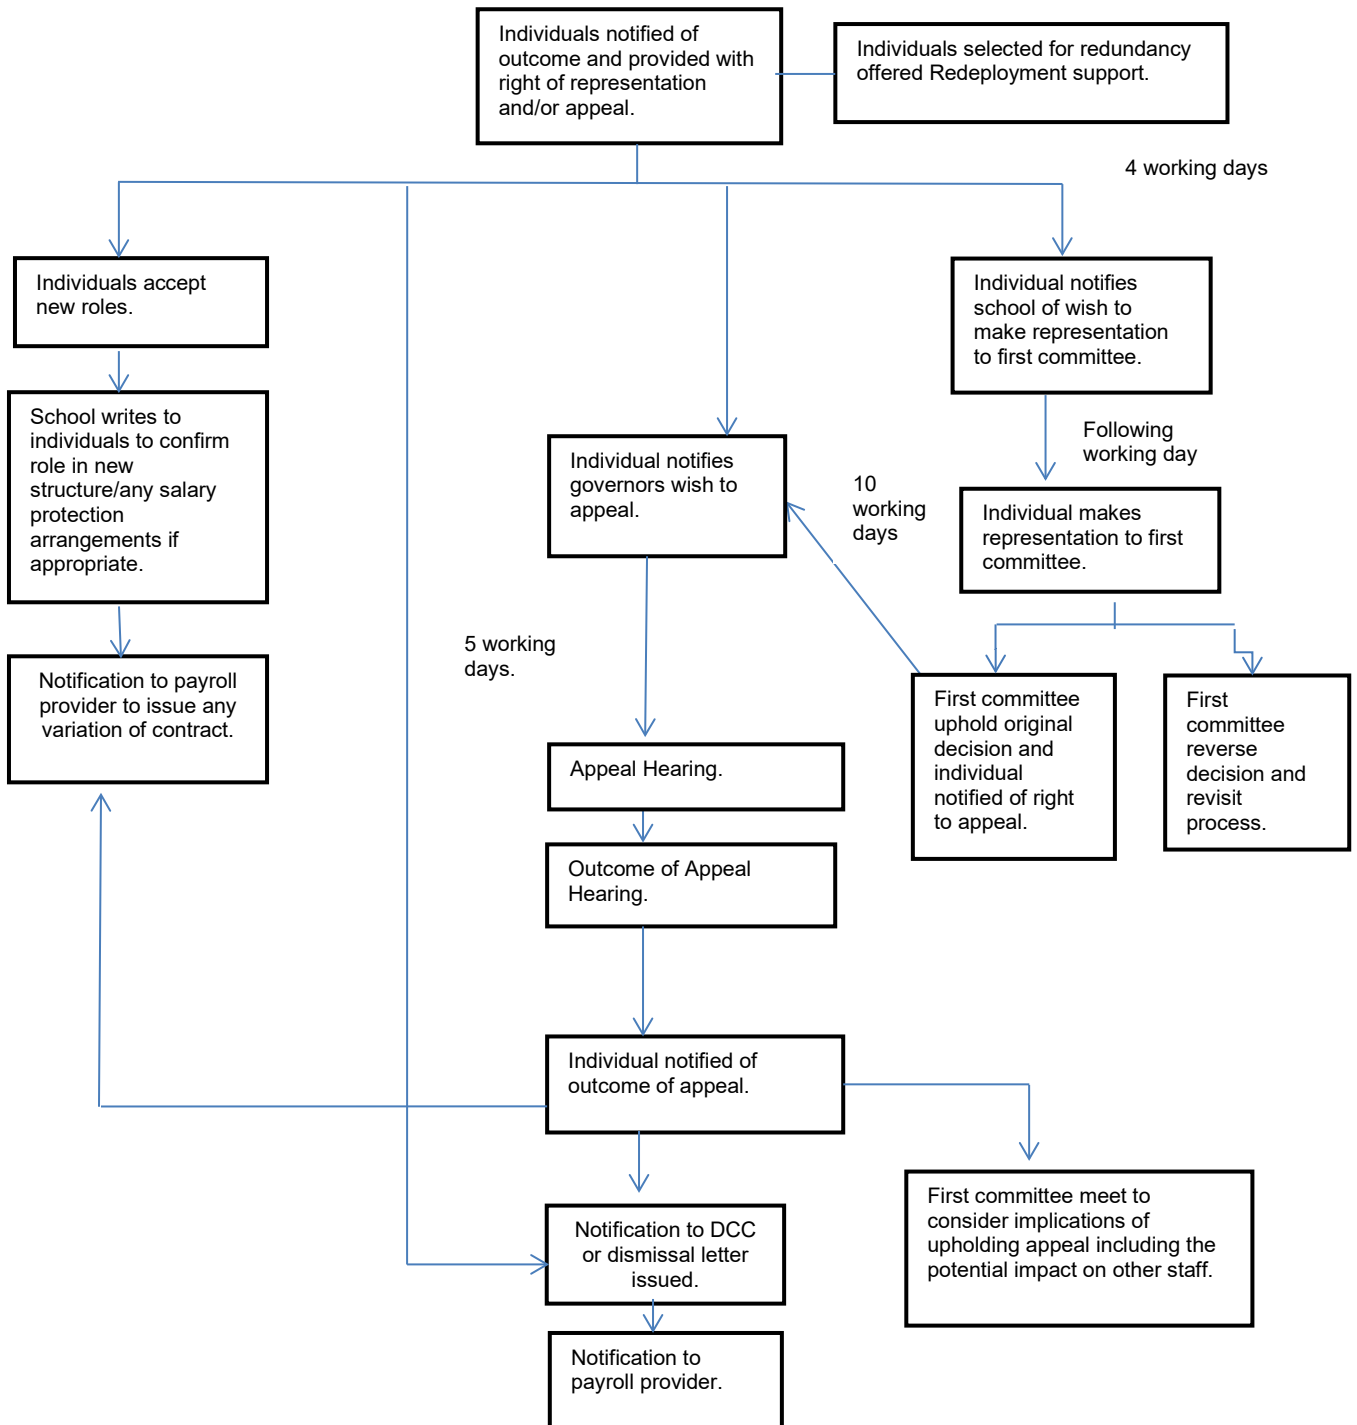 Individuals notified of
outcome and provided with
right of representation
and/or appeal.
Individuals selected for redundancy
offered Redeployment support.
4 working days
Individuals accept
new roles.
Individual notifies
school of wish to
make representation
to first committee.
School writes to
individuals to confirm
role in new
structure/any salary
protection
arrangements if
appropriate.
Following
working day
Individual notifies
governors wish to
appeal.
10
working
days
Individual makes
representation to first
committee.
5 working
days.
Notification to payroll
provider to issue any
variation of contract.
First committee
uphold original
decision and
individual
notified of right
to appeal.
First
committee
reverse
decision and
revisit
process.
Appeal Hearing.
Outcome of Appeal
Hearing.
Individual notified of
outcome of appeal.
First committee meet to
consider implications of
upholding appeal including the
potential impact on other staff.
Notification to DCC
or dismissal letter
issued.
Notification to
payroll provider.